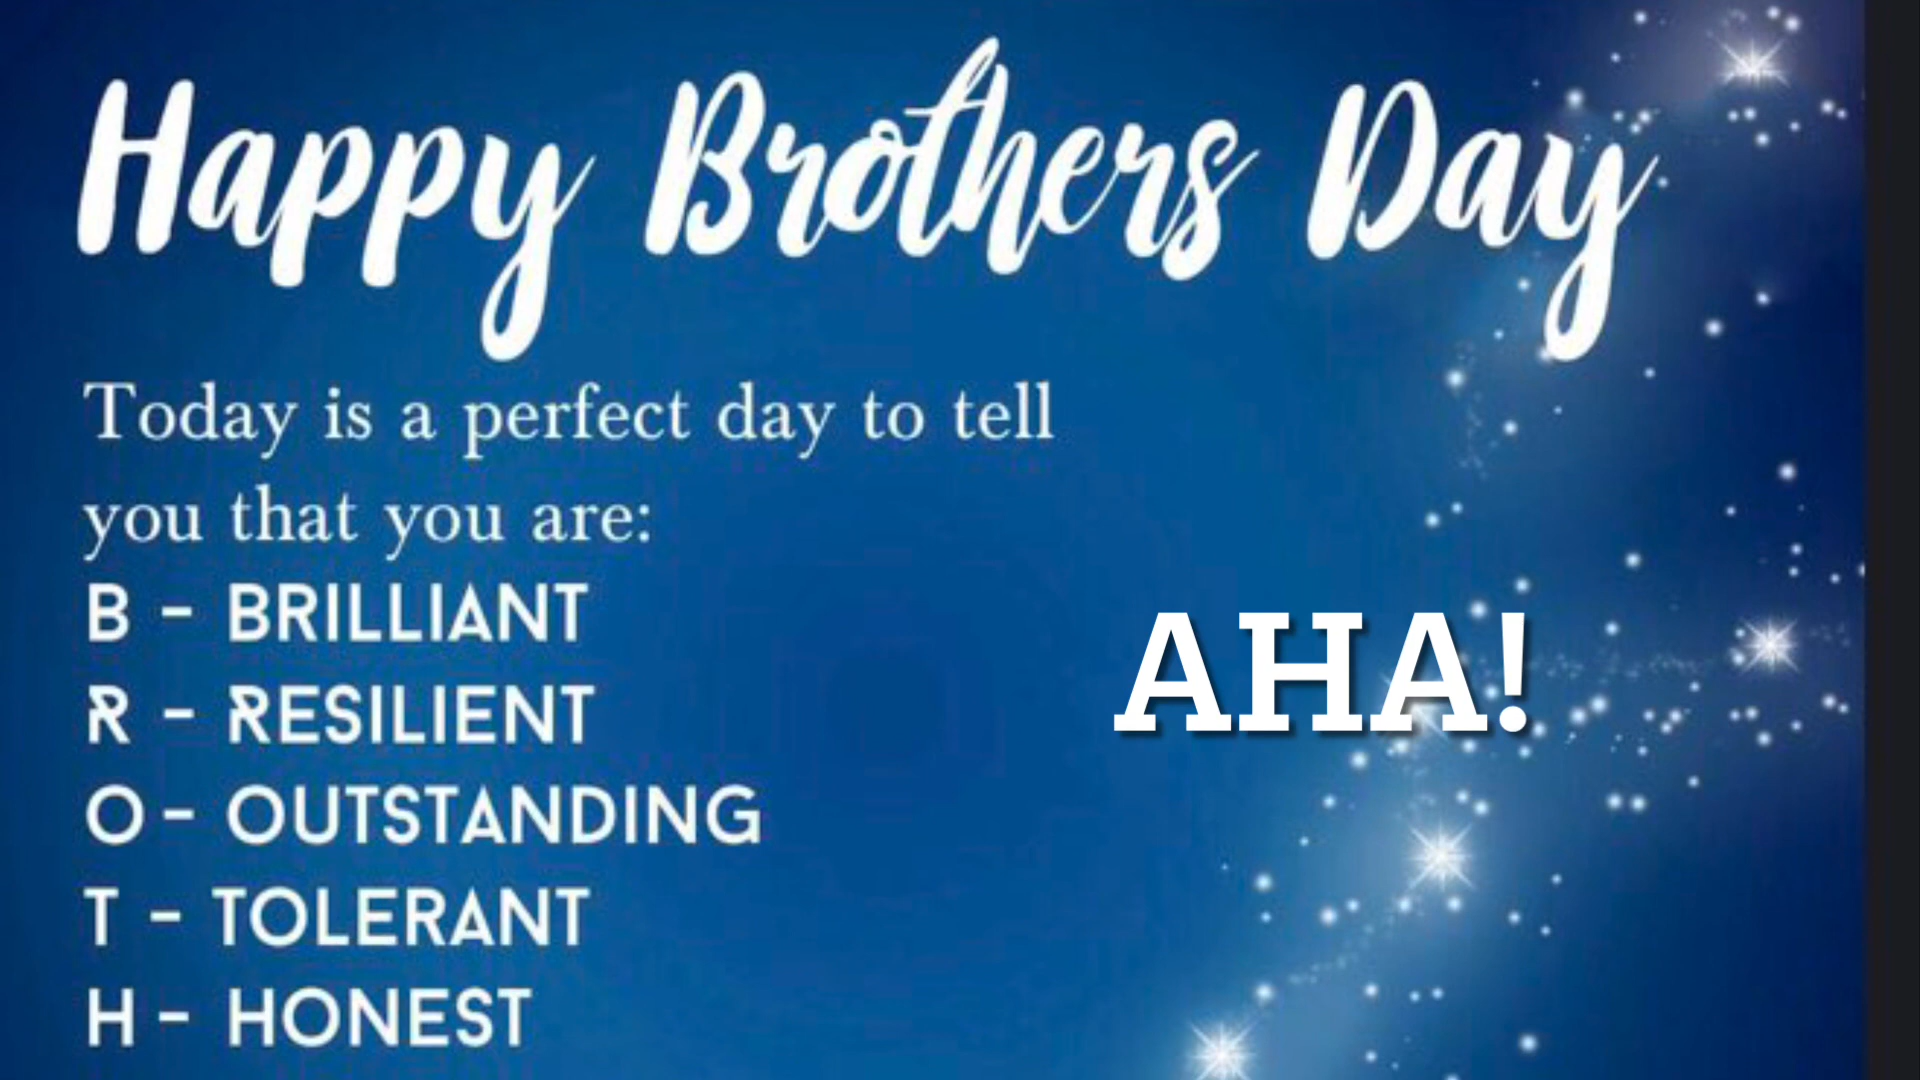 Happy Brothers Day
Today is a perfect day to tell
you that you are:
B - BRILLIANT
R - RESILIENT
AHA!
O - OUTSTANDING
T - TOLERANT
H - HONEST